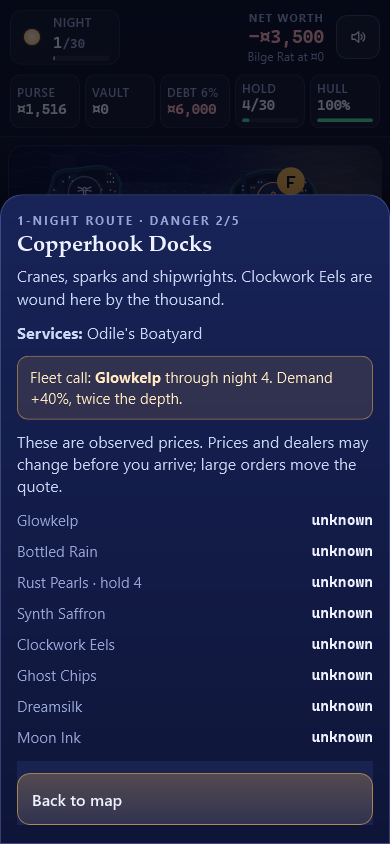 NIGHT
1/30
NET WORTH
−¤3,500
Bilge Rat at ¤0
PURSE
¤1,516
VAULT
¤0
DEBT 6%
¤6,000
HOLD
4/30
HULL
100%
F
1-NIGHT ROUTE · DANGER 2/5
Copperhook Docks
Cranes, sparks and shipwrights. Clockwork Eels are
wound here by the thousand.
Services: Odile's Boatyard
Fleet call: Glowkelp through night 4. Demand
+40%, twice the depth.
These are observed prices. Prices and dealers may
change before you arrive; large orders move the
quote.
Glowkelp unknown
Bottled Rain unknown
Rust Pearls · hold 4 unknown
Synth Saffron unknown
Clockwork Eels unknown
Ghost Chips unknown
Dreamsilk unknown
Moon Ink unknown
Back to map